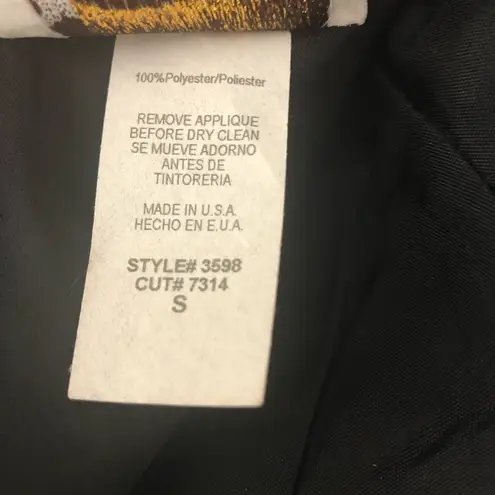 100%Polyester/Poliester
REMOVE APPLIQUE
BEFORE DRY CLEAN
SE MUEVE ADORNO
ANTES DE
TINTORERIA
MADE IN U.S.A.
HECHO EN E.U.A.
STYLE# 3598
CUT# 7314
S